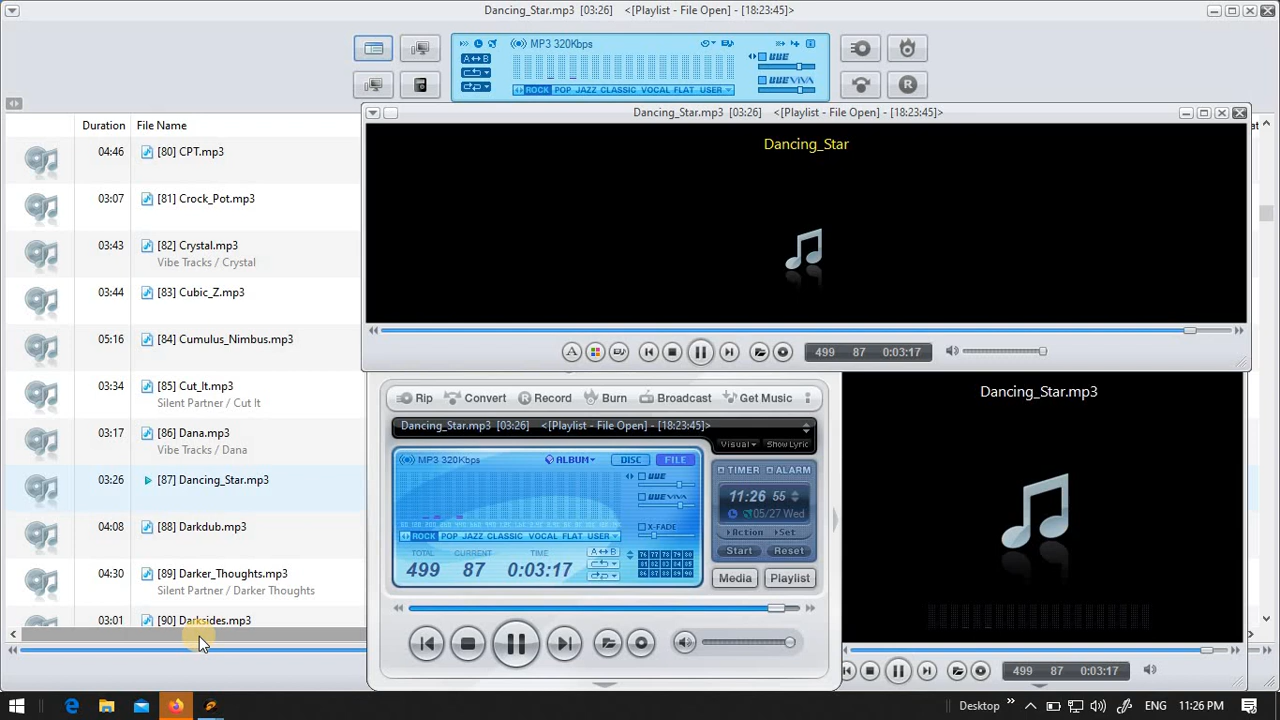 Dancing_Star.mp3 [03:26] <[Playlist - File Open] - [18:23:45]>
MP3 320Kbps
A↔B
UUE
UUE VIVA
ROCK POP JAZZ CLASSIC VOCAL FLAT USER
R
Duration File Name
04:46 [80] CPT.mp3
03:07 [81] Crock_Pot.mp3
03:43 [82] Crystal.mp3
Vibe Tracks / Crystal
03:44 [83] Cubic_Z.mp3
05:16 [84] Cumulus_Nimbus.mp3
03:34 [85] Cut_It.mp3
Silent Partner / Cut It
03:17 [86] Dana.mp3
Vibe Tracks / Dana
03:26 [87] Dancing_Star.mp3
04:08 [88] Darkdub.mp3
04:30 [89] Darker_Thoughts.mp3
Silent Partner / Darker Thoughts
03:01 [90] Darksides.mp3
Dancing_Star.mp3 [03:26] <[Playlist - File Open] - [18:23:45]>
Dancing_Star
A
499 87 0:03:17
Rip Convert Record Burn Broadcast Get Music
Dancing_Star.mp3 [03:26] <[Playlist - File Open] - [18:23:45]>
Visual Show Lyric
MP3 320Kbps ALBUM DISC FILE
UUE
UUE VIVA
X-FADE
ROCK POP JAZZ CLASSIC VOCAL FLAT USER
TOTAL CURRENT TIME A↔B
499 87 0:03:17
TIMER ALARM
11:26 55
05/27 Wed
Action Set
Start Reset
Media Playlist
Dancing_Star.mp3
499 87 0:03:17
Desktop ENG 11:26 PM